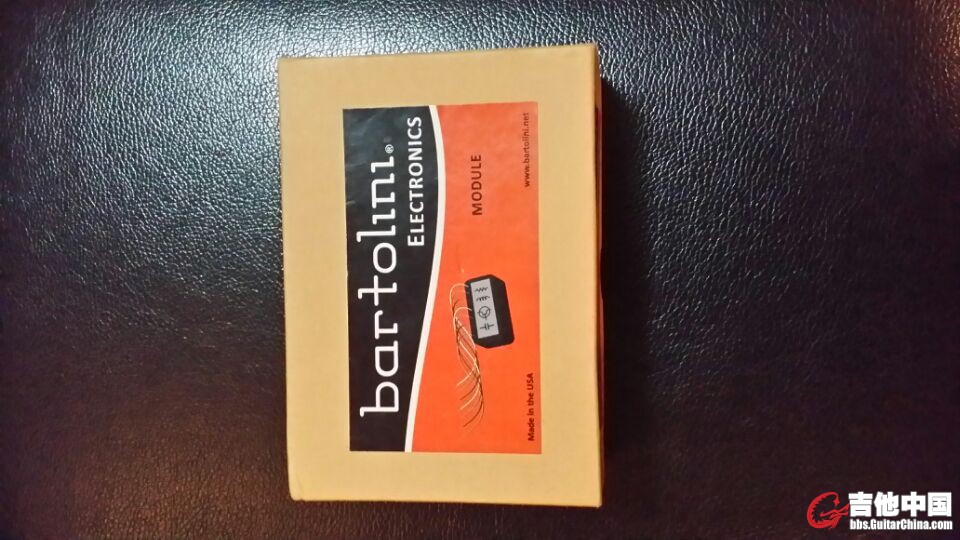 bartolini®
ELECTRONICS
MODULE
Made in the USA
www.bartolini.net
吉他中国
bbs.GuitarChina.com